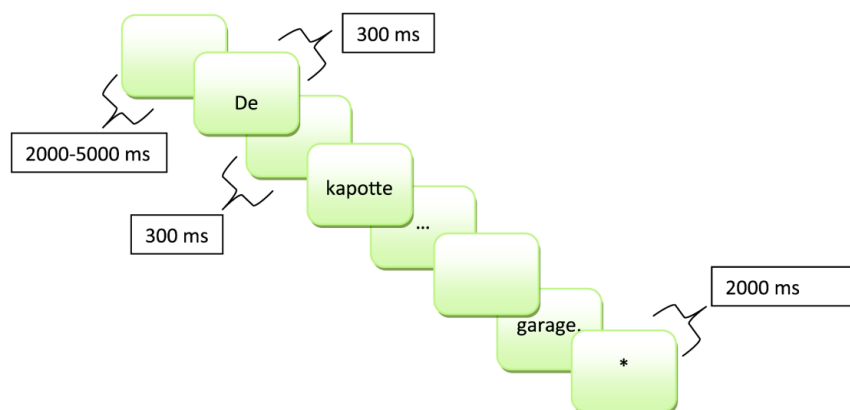 300 ms
De
2000-5000 ms
kapotte
300 ms
...
2000 ms
garage.
*